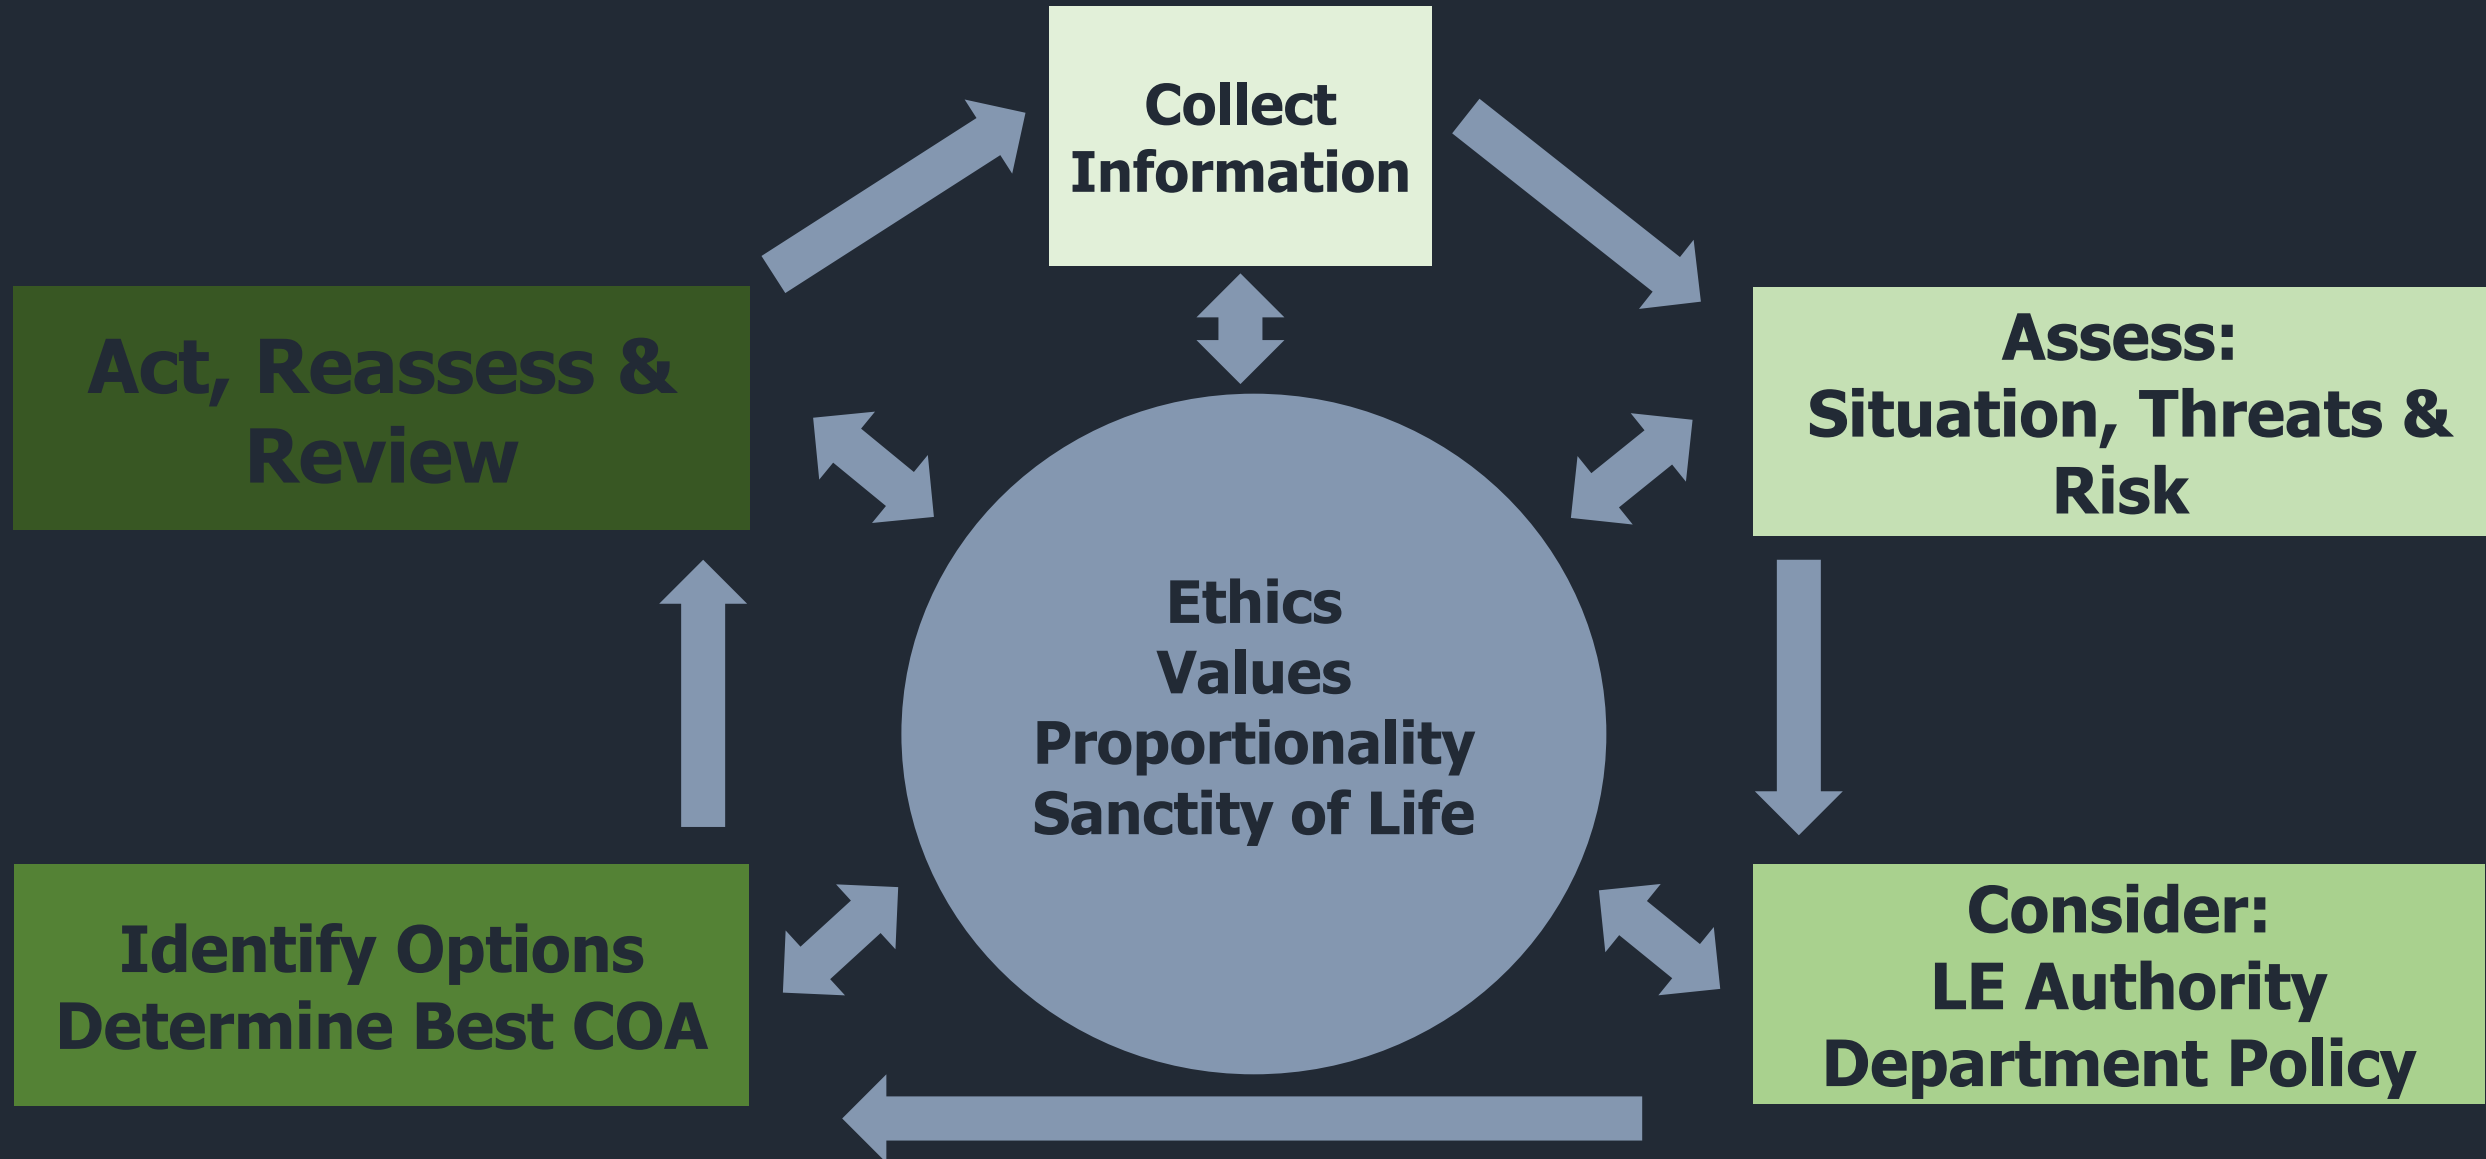 Collect
Information
Assess:
Situation, Threats &
Risk
Consider:
LE Authority
Department Policy
Identify Options
Determine Best COA
Act, Reassess &
Review
Ethics
Values
Proportionality
Sanctity of Life